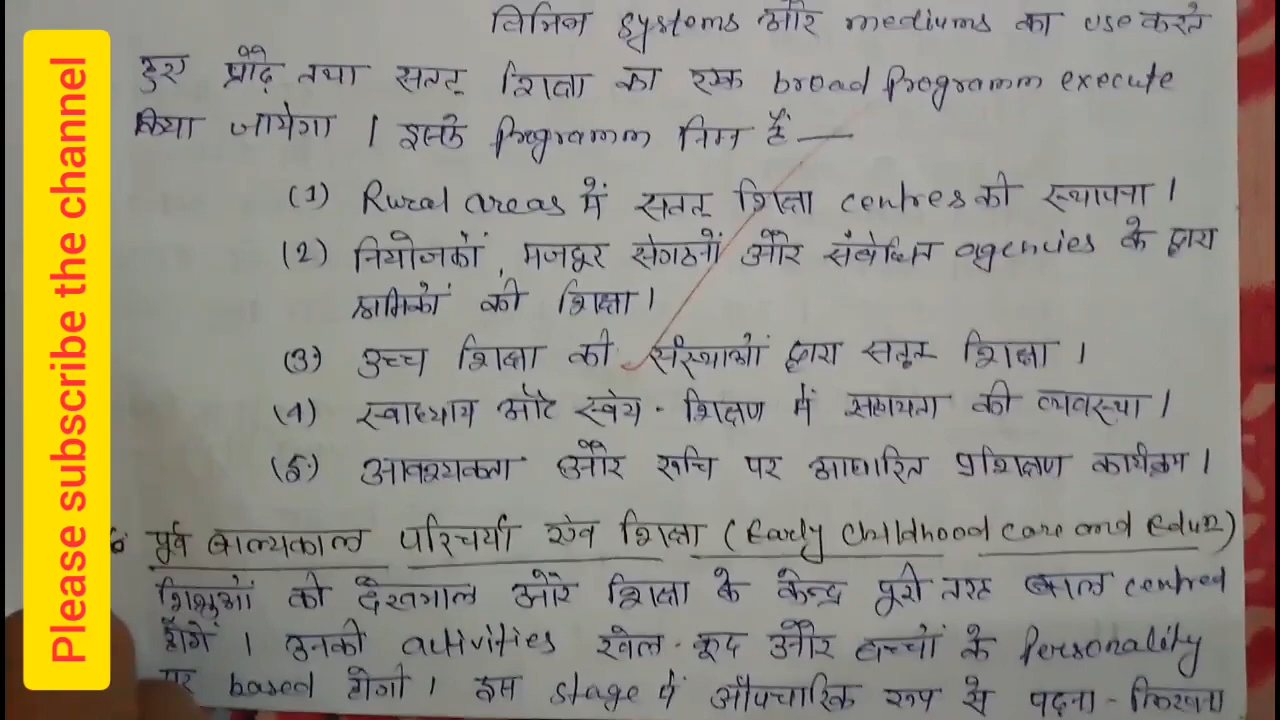 Please subscribe the channel
विभिन्न systems और mediums का use करते
हुए प्रौढ़ तथा सतत् शिक्षा का एक broad Programm execute
किया जायेगा । इसके Programm निम्न हैं —
(1) Rural areas में सतत् शिक्षा centres की स्थापना ।
(2) नियोजकों, मजदूर संगठनों और संबंधित agencies के द्वारा
श्रमिकों की शिक्षा ।
(3) उच्च शिक्षा की संस्थाओं द्वारा सतत् शिक्षा ।
(4) स्वाध्याय और स्वयं - शिक्षण में सहायता की व्यवस्था ।
(5) आवश्यकता और रूचि पर आधारित प्रशिक्षण कार्यक्रम ।
6 पूर्व बाल्यकाल परिचर्या एंव शिक्षा (Early Childhood care and Edun)
शिशुओं की देखभाल और शिक्षा के केन्द्र पूरी तरह बाल centred
होंगे । उनकी activities खेल - कूद और बच्चों के Personality
पर based होगी । इस stage में औपचारिक रूप से पढ़ना - लिखना